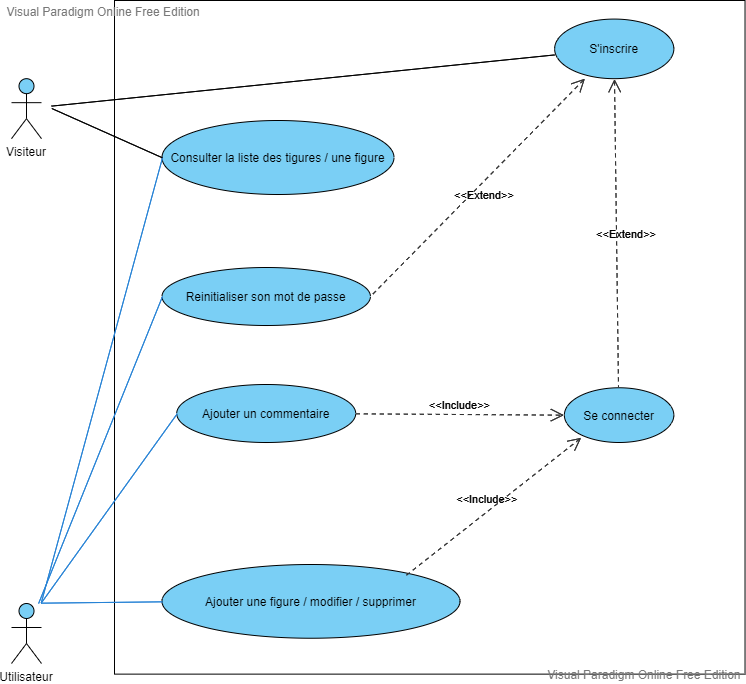 Visual Paradigm Online Free Edition
S'inscrire
Visiteur
Consulter la liste des tigures / une figure
<<Extend>>
<<Extend>>
Reinitialiser son mot de passe
<<Include>>
Ajouter un commentaire
Se connecter
<<Include>>
Ajouter une figure / modifier / supprimer
Utilisateur
Visual Paradigm Online Free Edition